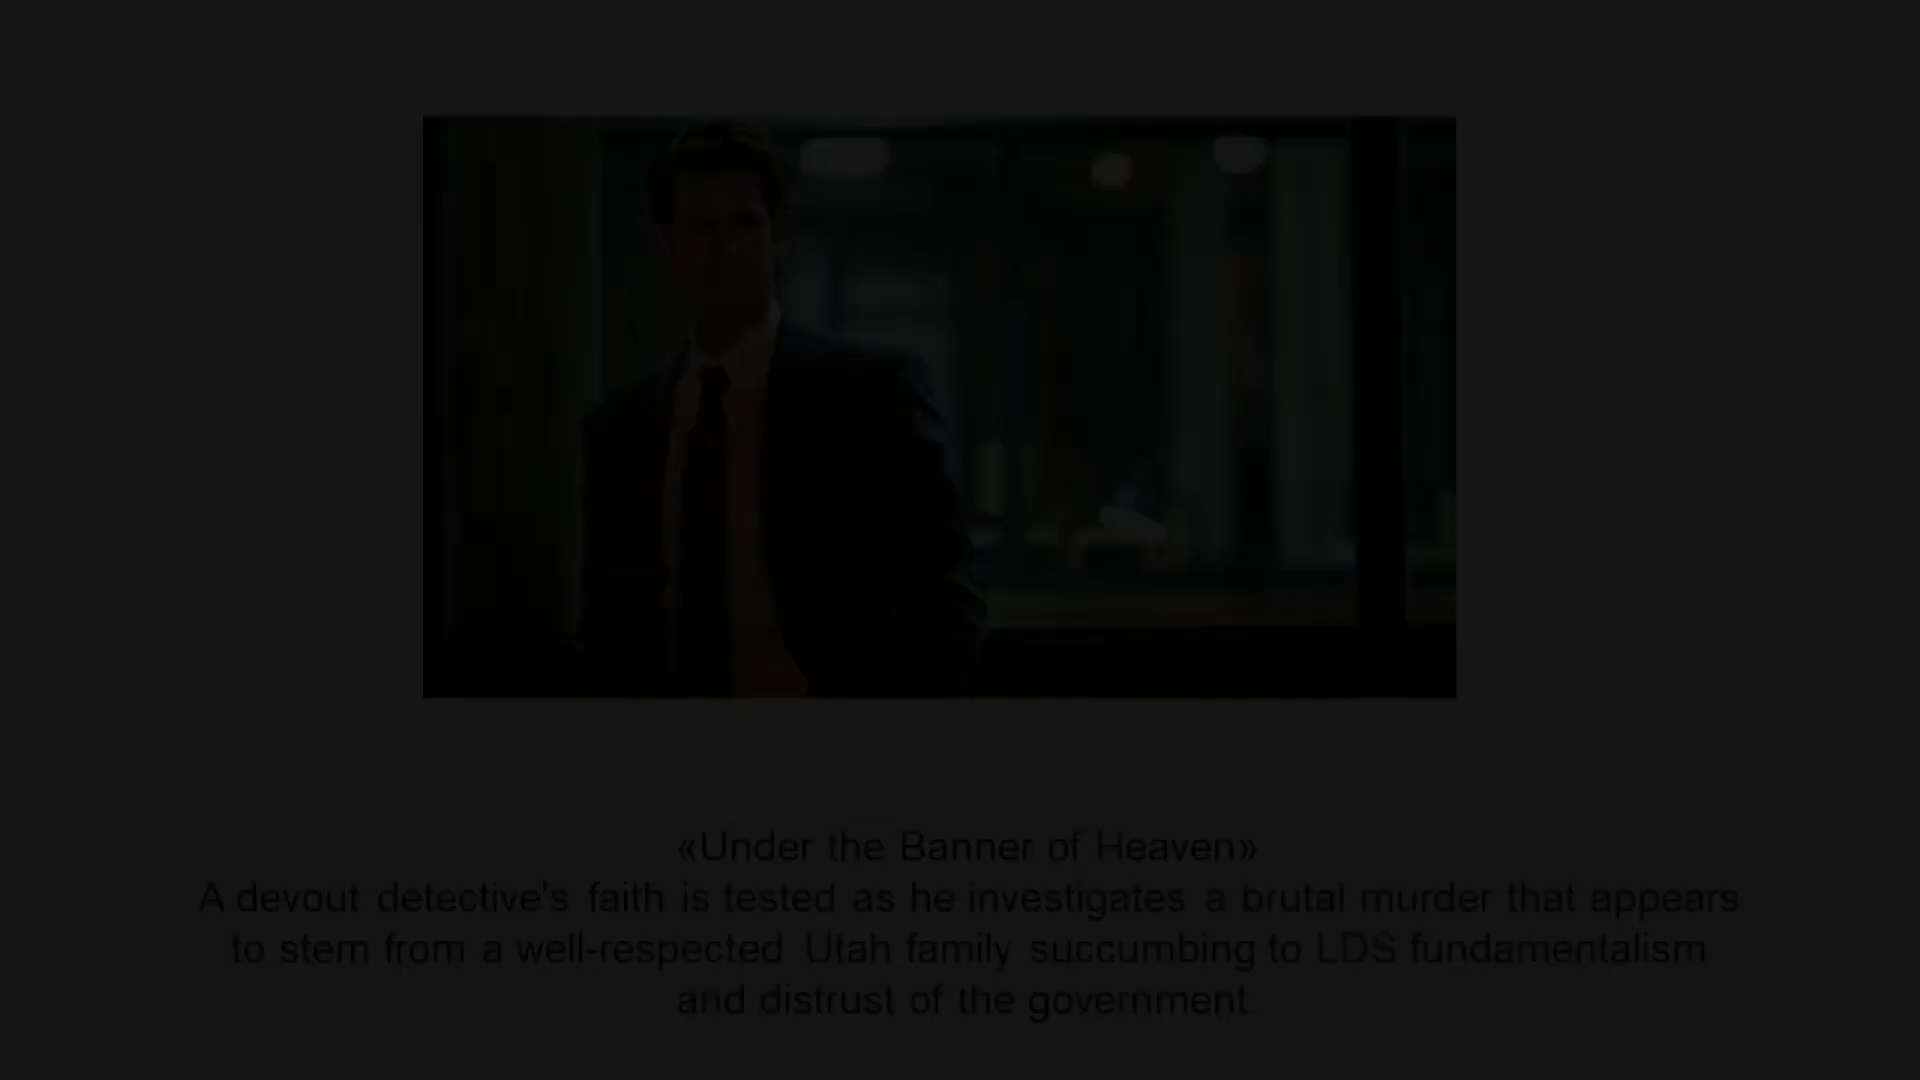 «Under the Banner of Heaven»
A devout detective's faith is tested as he investigates a brutal murder that appears
to stem from a well-respected Utah family succumbing to LDS fundamentalism
and distrust of the government.